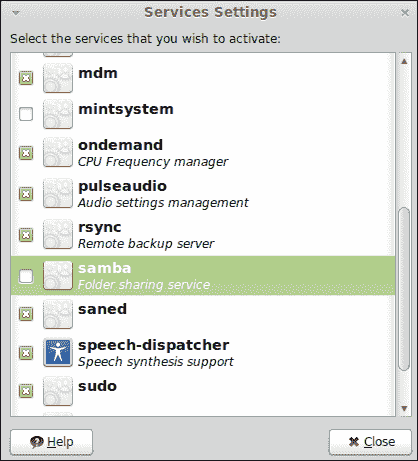 Services Settings
Select the services that you wish to activate:
mdm
mintsystem
ondemand
CPU Frequency manager
pulseaudio
Audio settings management
rsync
Remote backup server
samba
Folder sharing service
saned
speech-dispatcher
Speech synthesis support
sudo
Help
Close